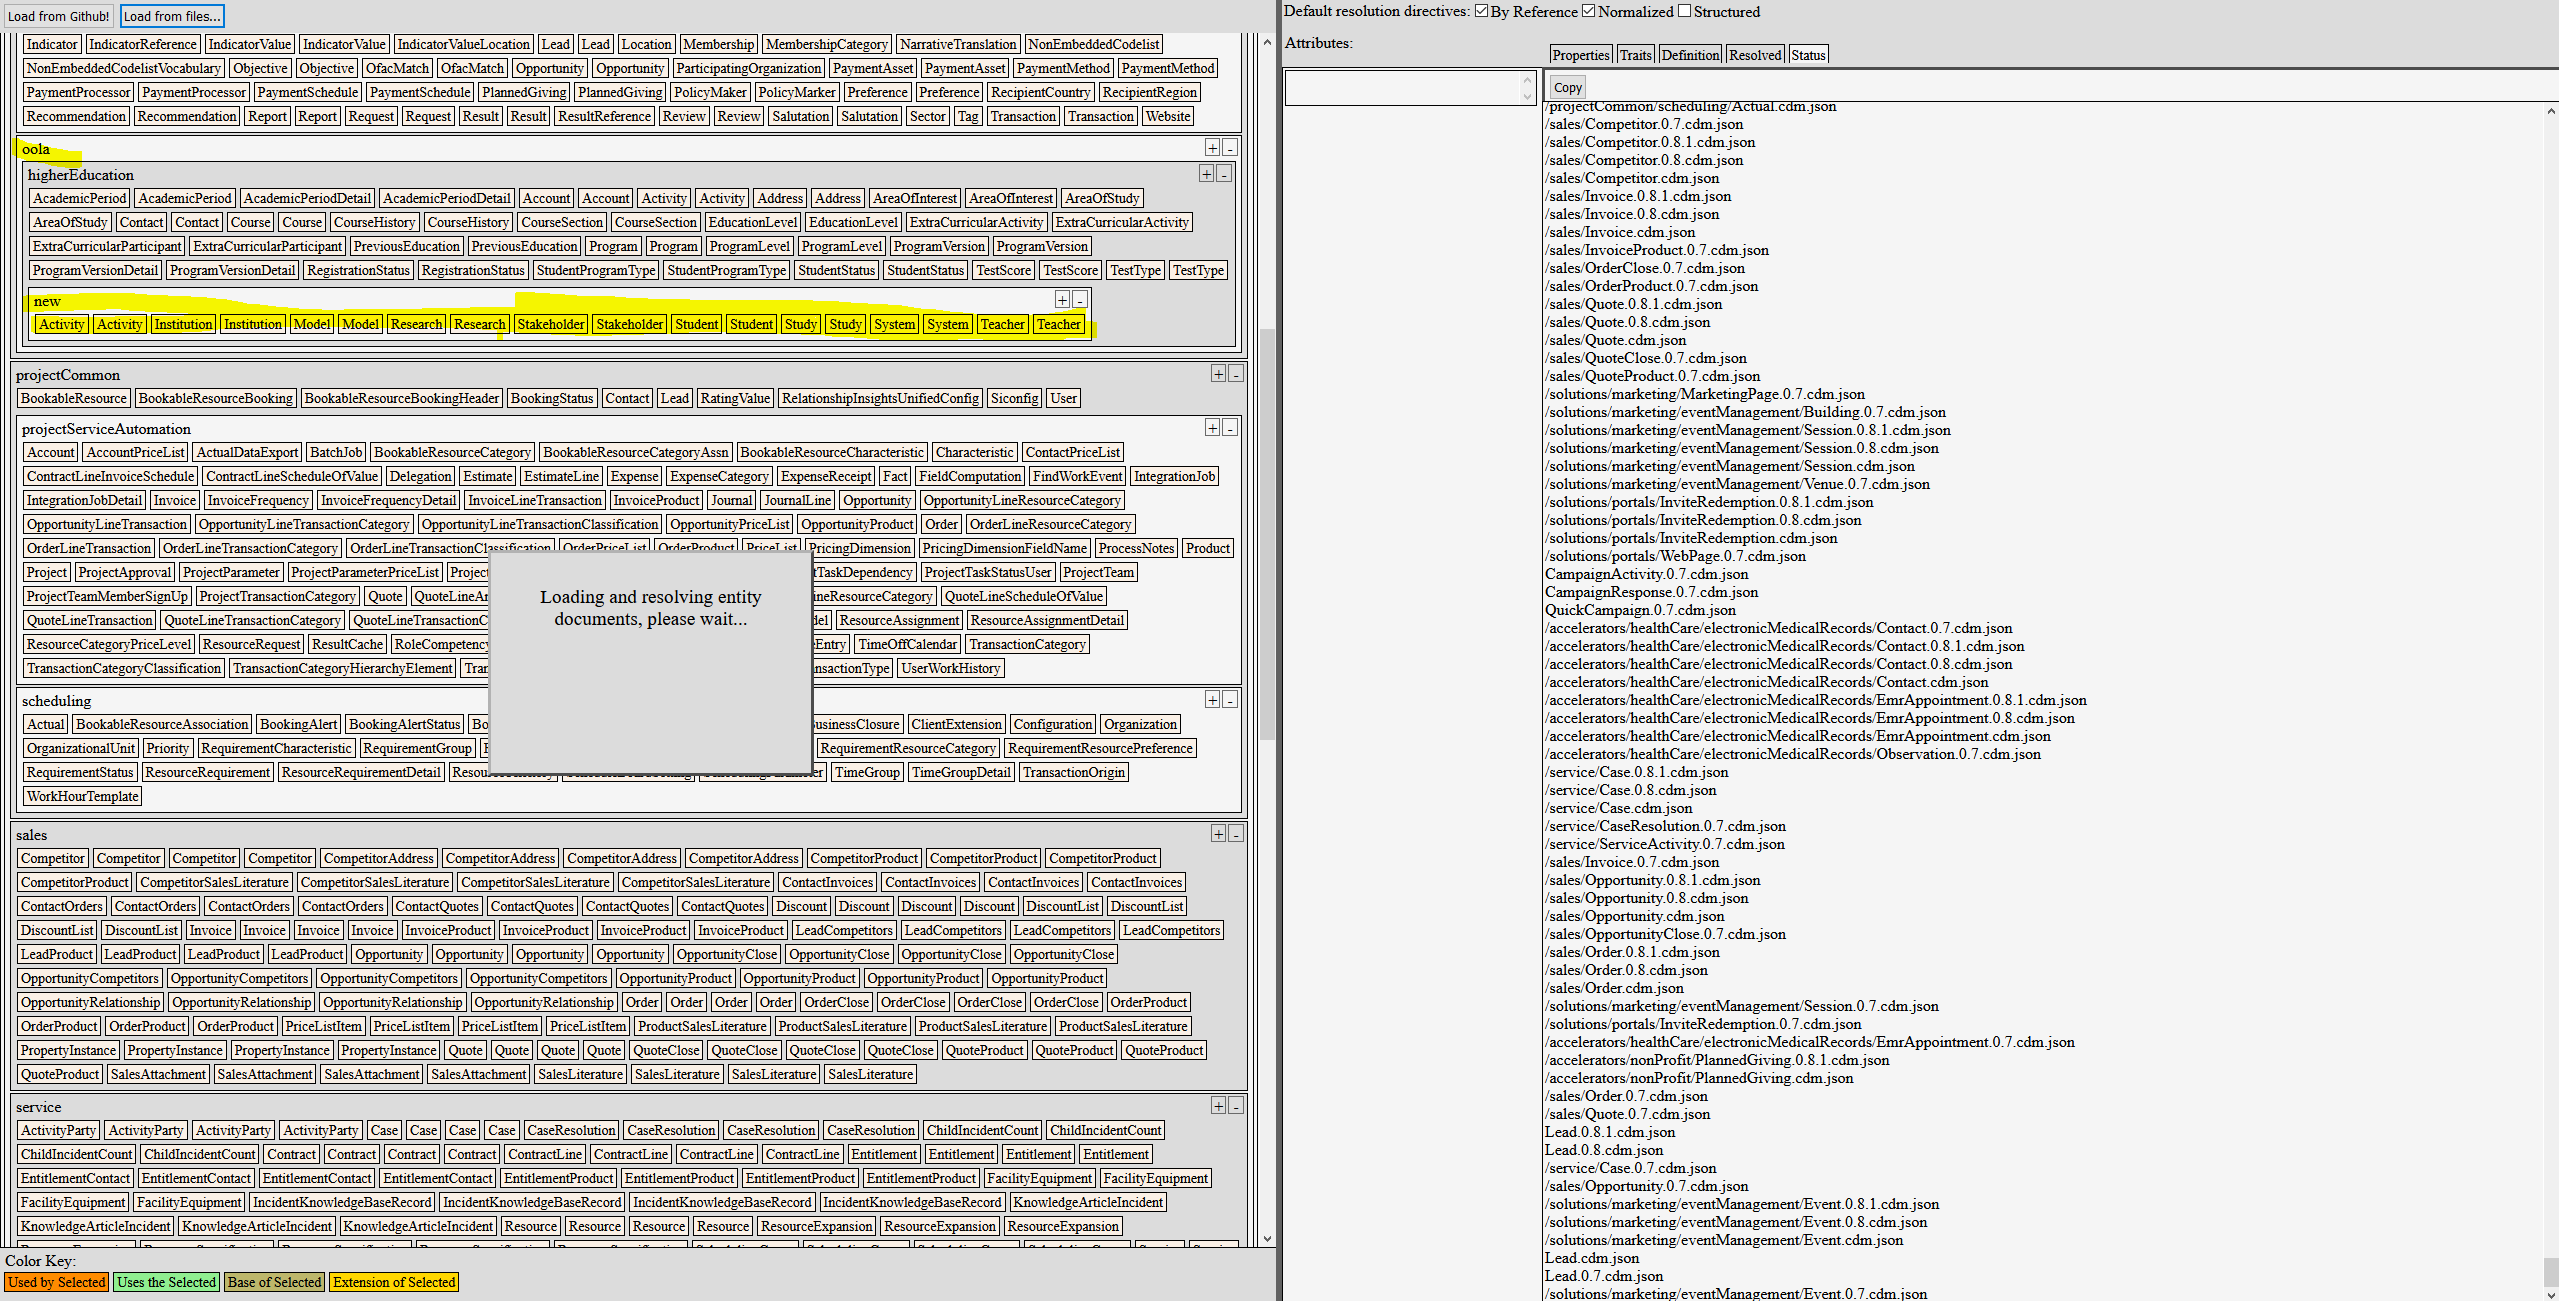 Load from Github! Load from files...
Indicator IndicatorReference IndicatorValue IndicatorValue IndicatorValueLocation Lead Lead Location Membership MembershipCategory NarrativeTranslation NonEmbeddedCodelist
NonEmbeddedCodelistVocabulary Objective Objective OfacMatch OfacMatch Opportunity Opportunity ParticipatingOrganization PaymentAsset PaymentAsset PaymentMethod PaymentMethod
PaymentProcessor PaymentProcessor PaymentSchedule PaymentSchedule PlannedGiving PlannedGiving PolicyMaker PolicyMarker Preference Preference RecipientCountry RecipientRegion
Recommendation Recommendation Report Report Request Request Result Result ResultReference Review Review Salutation Salutation Sector Tag Transaction Transaction Website
oola + -
higherEducation + -
AcademicPeriod AcademicPeriod AcademicPeriodDetail AcademicPeriodDetail Account Account Activity Activity Address Address AreaOfInterest AreaOfInterest AreaOfStudy
AreaOfStudy Contact Contact Course Course CourseHistory CourseHistory CourseSection CourseSection EducationLevel EducationLevel ExtraCurricularActivity ExtraCurricularActivity
ExtraCurricularParticipant ExtraCurricularParticipant PreviousEducation PreviousEducation Program Program ProgramLevel ProgramLevel ProgramVersion ProgramVersion
ProgramVersionDetail ProgramVersionDetail RegistrationStatus RegistrationStatus StudentProgramType StudentProgramType StudentStatus StudentStatus TestScore TestScore TestType TestType
new + -
Activity Activity Institution Institution Model Model Research Research Stakeholder Stakeholder Student Student Study Study System System Teacher Teacher
projectCommon + -
BookableResource BookableResourceBooking BookableResourceBookingHeader BookingStatus Contact Lead RatingValue RelationshipInsightsUnifiedConfig Siconfig User
projectServiceAutomation + -
Account AccountPriceList ActualDataExport BatchJob BookableResourceCategory BookableResourceCategoryAssn BookableResourceCharacteristic Characteristic ContactPriceList
ContractLineInvoiceSchedule ContractLineScheduleOfValue Delegation Estimate EstimateLine Expense ExpenseCategory ExpenseReceipt Fact FieldComputation FindWorkEvent IntegrationJob
IntegrationJobDetail Invoice InvoiceFrequency InvoiceFrequencyDetail InvoiceLineTransaction InvoiceProduct Journal JournalLine Opportunity OpportunityLineResourceCategory
OpportunityLineTransaction OpportunityLineTransactionCategory OpportunityLineTransactionClassification OpportunityPriceList OpportunityProduct Order OrderLineResourceCategory
OrderLineTransaction OrderLineTransactionCategory OrderLineTransactionClassification OrderPriceList OrderProduct PriceList PricingDimension PricingDimensionFieldName ProcessNotes Product
Project ProjectApproval ProjectParameter ProjectParameterPriceList Projec tTaskDependency ProjectTaskStatusUser ProjectTeam
ProjectTeamMemberSignUp ProjectTransactionCategory Quote QuoteLineAn ineResourceCategory QuoteLineScheduleOfValue
QuoteLineTransaction QuoteLineTransactionCategory QuoteLineTransactionC del ResourceAssignment ResourceAssignmentDetail
ResourceCategoryPriceLevel ResourceRequest ResultCache RoleCompetency eEntry TimeOffCalendar TransactionCategory
TransactionCategoryClassification TransactionCategoryHierarchyElement Tran nsactionType UserWorkHistory
Loading and resolving entity
documents, please wait...
scheduling + -
Actual BookableResourceAssociation BookingAlert BookingAlertStatus Bo usinessClosure ClientExtension Configuration Organization
OrganizationalUnit Priority RequirementCharacteristic RequirementGroup RequirementResourceCategory RequirementResourcePreference
RequirementStatus ResourceRequirement ResourceRequirementDetail Resou r TimeGroup TimeGroupDetail TransactionOrigin
WorkHourTemplate
sales + -
Competitor Competitor Competitor Competitor CompetitorAddress CompetitorAddress CompetitorAddress CompetitorAddress CompetitorProduct CompetitorProduct CompetitorProduct
CompetitorProduct CompetitorSalesLiterature CompetitorSalesLiterature CompetitorSalesLiterature CompetitorSalesLiterature ContactInvoices ContactInvoices ContactInvoices ContactInvoices
ContactOrders ContactOrders ContactOrders ContactOrders ContactQuotes ContactQuotes ContactQuotes ContactQuotes Discount Discount Discount Discount DiscountList DiscountList
DiscountList DiscountList Invoice Invoice Invoice Invoice InvoiceProduct InvoiceProduct InvoiceProduct InvoiceProduct LeadCompetitors LeadCompetitors LeadCompetitors LeadCompetitors
LeadProduct LeadProduct LeadProduct LeadProduct Opportunity Opportunity Opportunity Opportunity OpportunityClose OpportunityClose OpportunityClose OpportunityClose
OpportunityCompetitors OpportunityCompetitors OpportunityCompetitors OpportunityCompetitors OpportunityProduct OpportunityProduct OpportunityProduct OpportunityProduct
OpportunityRelationship OpportunityRelationship OpportunityRelationship OpportunityRelationship Order Order Order Order OrderClose OrderClose OrderClose OrderClose OrderProduct
OrderProduct OrderProduct OrderProduct PriceListItem PriceListItem PriceListItem PriceListItem ProductSalesLiterature ProductSalesLiterature ProductSalesLiterature ProductSalesLiterature
PropertyInstance PropertyInstance PropertyInstance PropertyInstance Quote Quote Quote Quote QuoteClose QuoteClose QuoteClose QuoteClose QuoteProduct QuoteProduct QuoteProduct
QuoteProduct SalesAttachment SalesAttachment SalesAttachment SalesAttachment SalesLiterature SalesLiterature SalesLiterature SalesLiterature
service + -
ActivityParty ActivityParty ActivityParty ActivityParty Case Case Case Case CaseResolution CaseResolution CaseResolution CaseResolution ChildIncidentCount ChildIncidentCount
ChildIncidentCount ChildIncidentCount Contract Contract Contract Contract ContractLine ContractLine ContractLine ContractLine Entitlement Entitlement Entitlement Entitlement
EntitlementContact EntitlementContact EntitlementContact EntitlementContact EntitlementProduct EntitlementProduct EntitlementProduct EntitlementProduct FacilityEquipment FacilityEquipment
FacilityEquipment FacilityEquipment IncidentKnowledgeBaseRecord IncidentKnowledgeBaseRecord IncidentKnowledgeBaseRecord IncidentKnowledgeBaseRecord KnowledgeArticleIncident
KnowledgeArticleIncident KnowledgeArticleIncident KnowledgeArticleIncident Resource Resource Resource Resource ResourceExpansion ResourceExpansion ResourceExpansion
Color Key:
Used by Selected Uses the Selected Base of Selected Extension of Selected
Default resolution directives: By Reference Normalized Structured
Attributes:
Properties Traits Definition Resolved Status
Copy
/projectCommon/scheduling/Actual.cdm.json
/sales/Competitor.0.7.cdm.json
/sales/Competitor.0.8.1.cdm.json
/sales/Competitor.0.8.cdm.json
/sales/Competitor.cdm.json
/sales/Invoice.0.8.1.cdm.json
/sales/Invoice.0.8.cdm.json
/sales/Invoice.cdm.json
/sales/InvoiceProduct.0.7.cdm.json
/sales/OrderClose.0.7.cdm.json
/sales/OrderProduct.0.7.cdm.json
/sales/Quote.0.8.1.cdm.json
/sales/Quote.0.8.cdm.json
/sales/Quote.cdm.json
/sales/QuoteClose.0.7.cdm.json
/sales/QuoteProduct.0.7.cdm.json
/solutions/marketing/MarketingPage.0.7.cdm.json
/solutions/marketing/eventManagement/Building.0.7.cdm.json
/solutions/marketing/eventManagement/Session.0.8.1.cdm.json
/solutions/marketing/eventManagement/Session.0.8.cdm.json
/solutions/marketing/eventManagement/Session.cdm.json
/solutions/marketing/eventManagement/Venue.0.7.cdm.json
/solutions/portals/InviteRedemption.0.8.1.cdm.json
/solutions/portals/InviteRedemption.0.8.cdm.json
/solutions/portals/InviteRedemption.cdm.json
/solutions/portals/WebPage.0.7.cdm.json
CampaignActivity.0.7.cdm.json
CampaignResponse.0.7.cdm.json
QuickCampaign.0.7.cdm.json
/accelerators/healthCare/electronicMedicalRecords/Contact.0.7.cdm.json
/accelerators/healthCare/electronicMedicalRecords/Contact.0.8.1.cdm.json
/accelerators/healthCare/electronicMedicalRecords/Contact.0.8.cdm.json
/accelerators/healthCare/electronicMedicalRecords/Contact.cdm.json
/accelerators/healthCare/electronicMedicalRecords/EmrAppointment.0.8.1.cdm.json
/accelerators/healthCare/electronicMedicalRecords/EmrAppointment.0.8.cdm.json
/accelerators/healthCare/electronicMedicalRecords/EmrAppointment.cdm.json
/accelerators/healthCare/electronicMedicalRecords/Observation.0.7.cdm.json
/service/Case.0.8.1.cdm.json
/service/Case.0.8.cdm.json
/service/Case.cdm.json
/service/CaseResolution.0.7.cdm.json
/service/ServiceActivity.0.7.cdm.json
/sales/Invoice.0.7.cdm.json
/sales/Opportunity.0.8.1.cdm.json
/sales/Opportunity.0.8.cdm.json
/sales/Opportunity.cdm.json
/sales/OpportunityClose.0.7.cdm.json
/sales/Order.0.8.1.cdm.json
/sales/Order.0.8.cdm.json
/sales/Order.cdm.json
/solutions/marketing/eventManagement/Session.0.7.cdm.json
/solutions/portals/InviteRedemption.0.7.cdm.json
/accelerators/healthCare/electronicMedicalRecords/EmrAppointment.0.7.cdm.json
/accelerators/nonProfit/PlannedGiving.0.8.1.cdm.json
/accelerators/nonProfit/PlannedGiving.cdm.json
/sales/Order.0.7.cdm.json
/sales/Quote.0.7.cdm.json
Lead.0.8.1.cdm.json
Lead.0.8.cdm.json
/service/Case.0.7.cdm.json
/sales/Opportunity.0.7.cdm.json
/solutions/marketing/eventManagement/Event.0.8.1.cdm.json
/solutions/marketing/eventManagement/Event.0.8.cdm.json
/solutions/marketing/eventManagement/Event.cdm.json
Lead.cdm.json
Lead.0.7.cdm.json
/solutions/marketing/eventManagement/Event.0.7.cdm.json